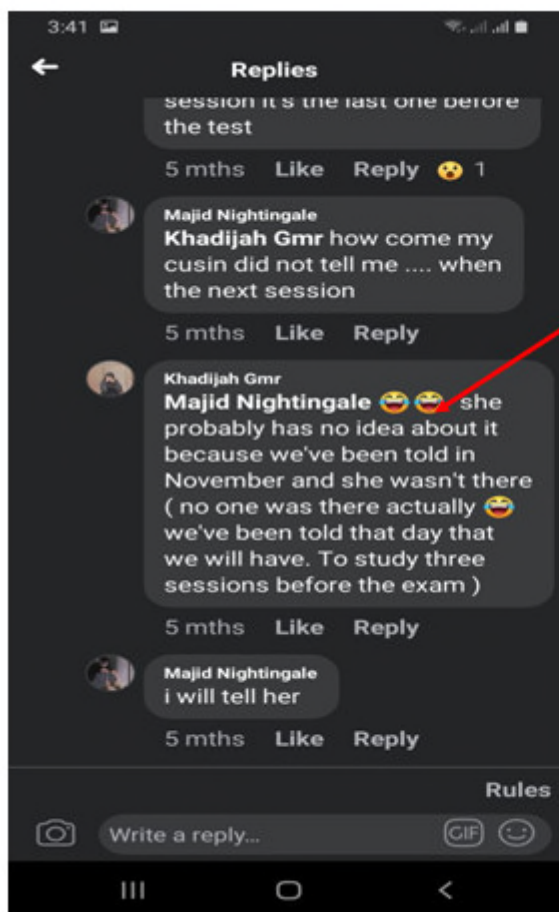 3:41
Replies
session it's the last one before
the test
5 mths Like Reply 😮 1
Majid Nightingale
Khadijah Gmr how come my
cusin did not tell me .... when
the next session
5 mths Like Reply
Khadijah Gmr
Majid Nightingale 😂😂 she
probably has no idea about it
because we've been told in
November and she wasn't there
( no one was there actually 😂
we've been told that day that
we will have. To study three
sessions before the exam )
5 mths Like Reply
Majid Nightingale
i will tell her
5 mths Like Reply
Rules
Write a reply...
GIF